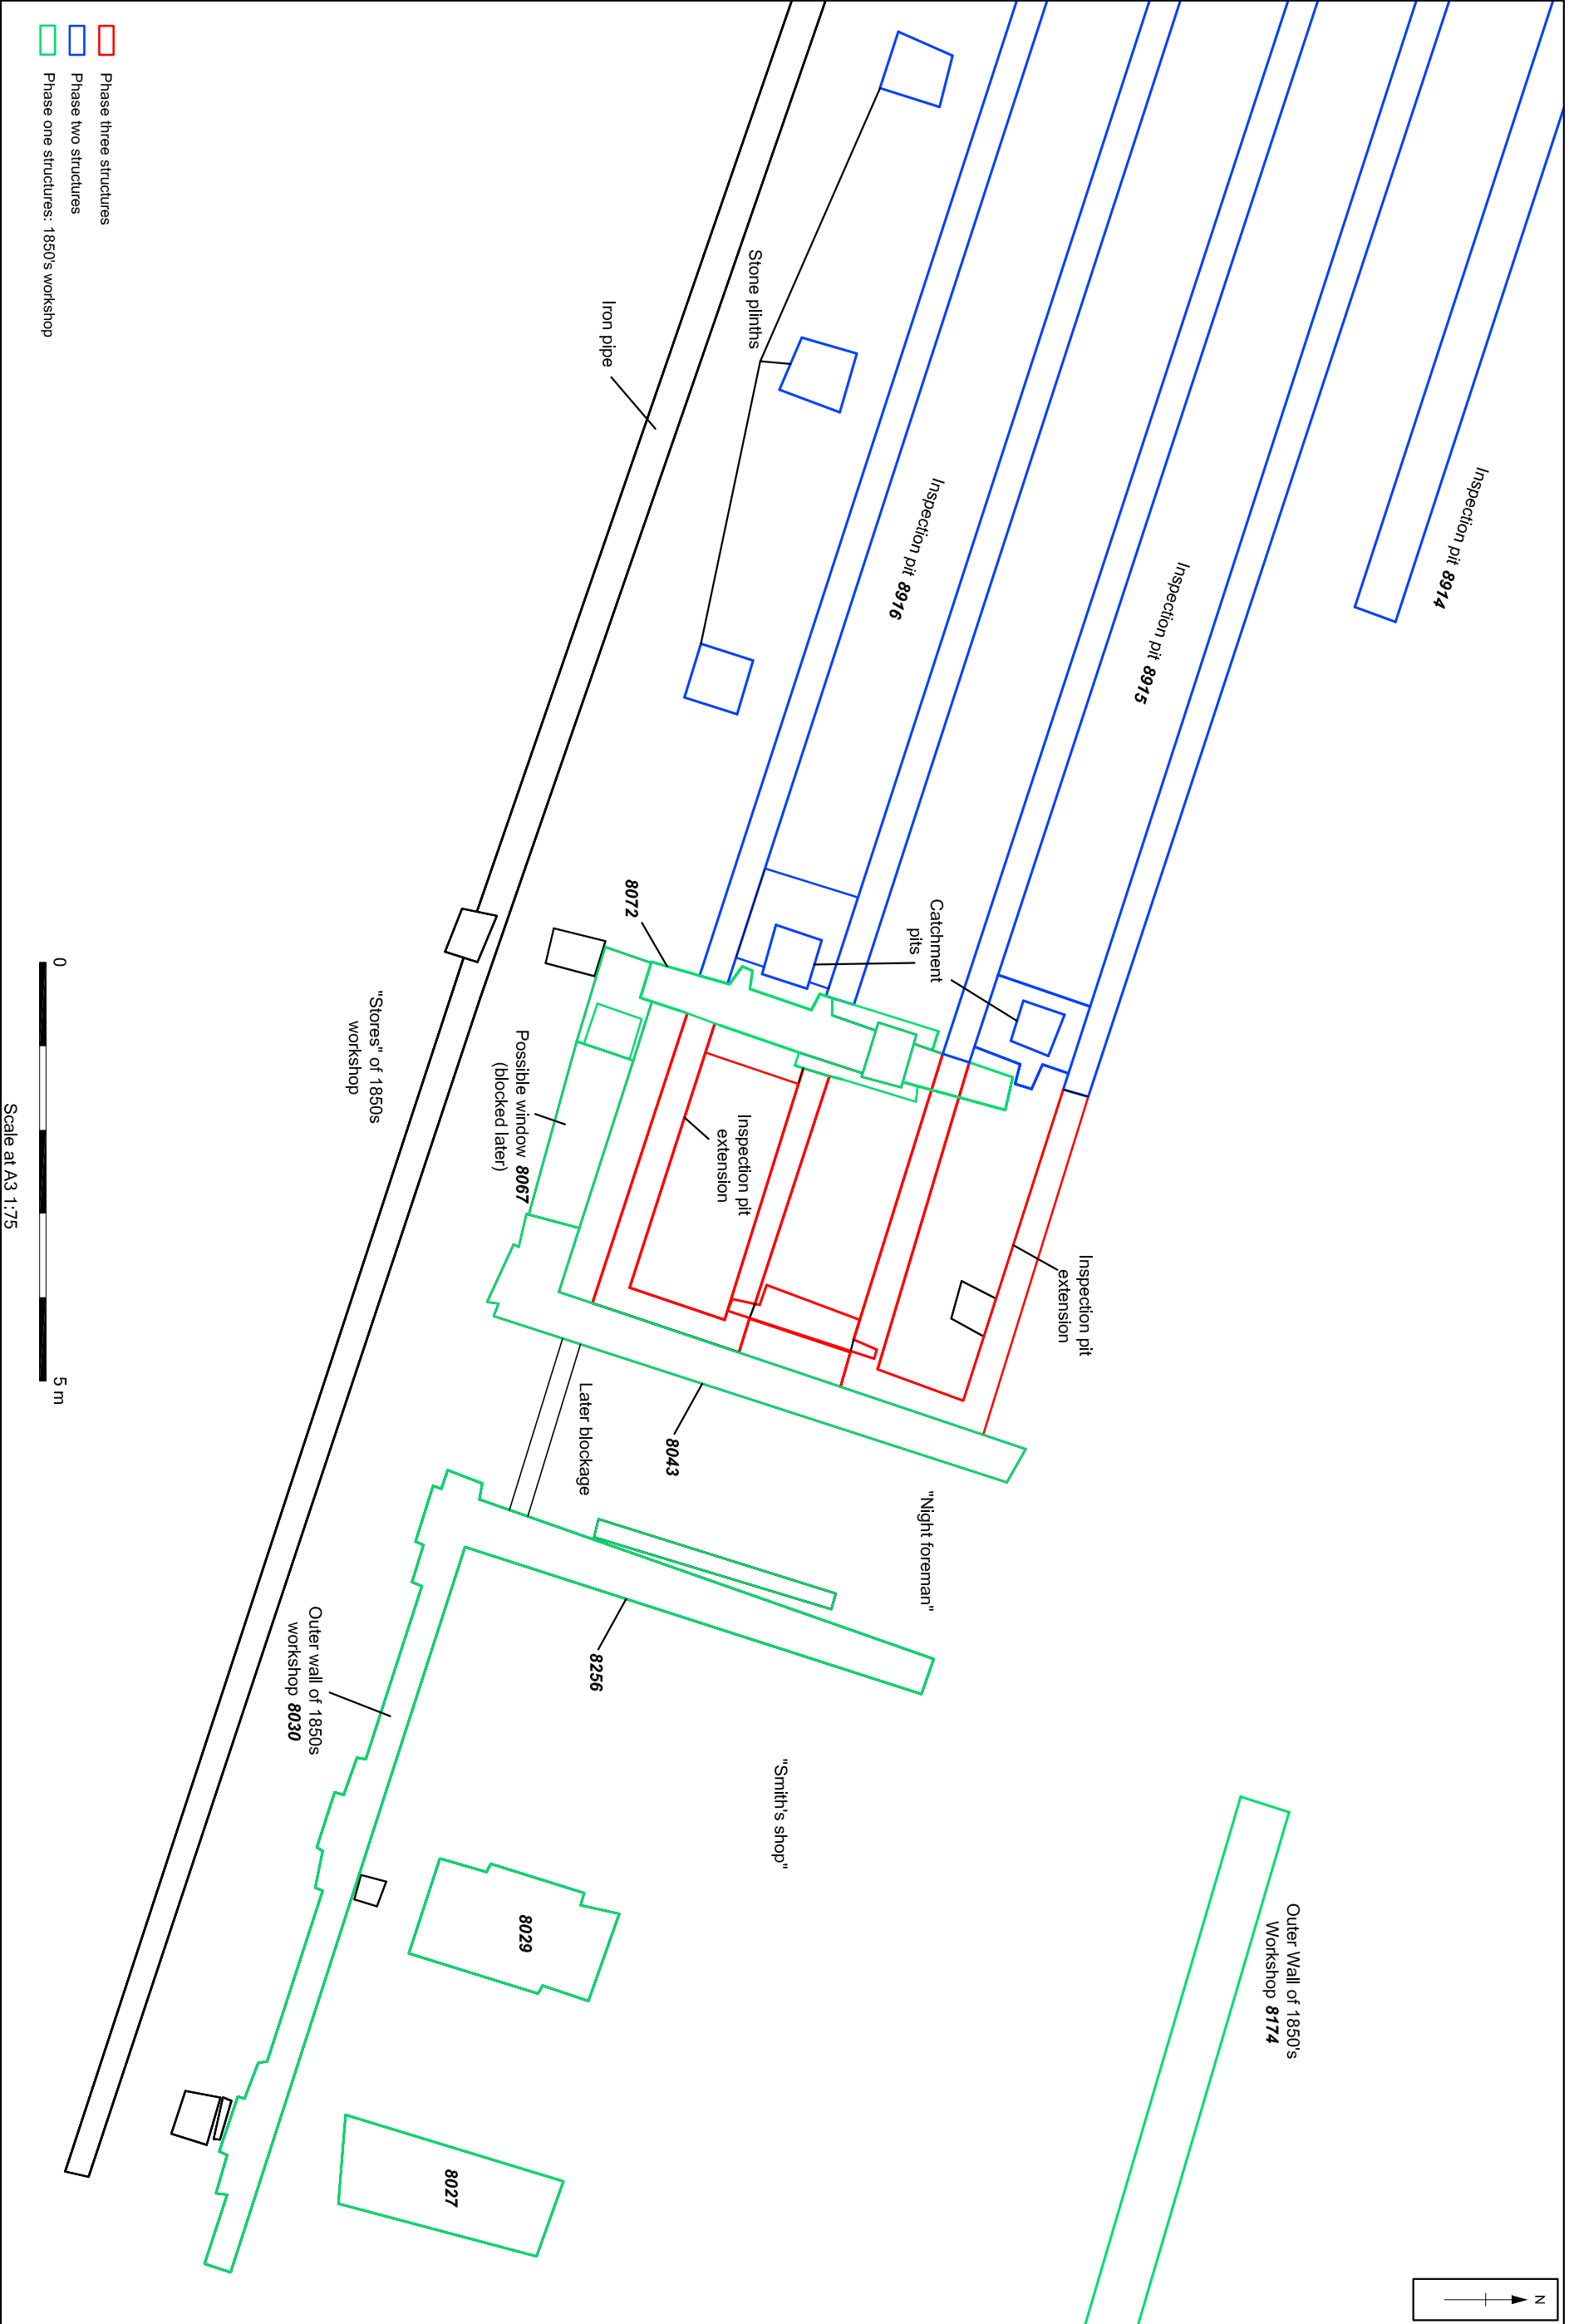 N
Inspection pit 8914
Inspection pit 8915
Inspection pit 8916
Stone plinths
Iron pipe
Catchment
pits
8072
"Stores" of 1850s
workshop
Possible window 8067
(blocked later)
Inspection pit
extension
Inspection pit
extension
Later blockage
8043
"Night foreman"
8256
Outer wall of 1850s
workshop 8030
"Smith's shop"
Outer Wall of 1850's
Workshop 8174
8029
8027
Phase three structures
Phase two structures
Phase one structures: 1850's workshop
0
5 m
Scale at A3 1:75